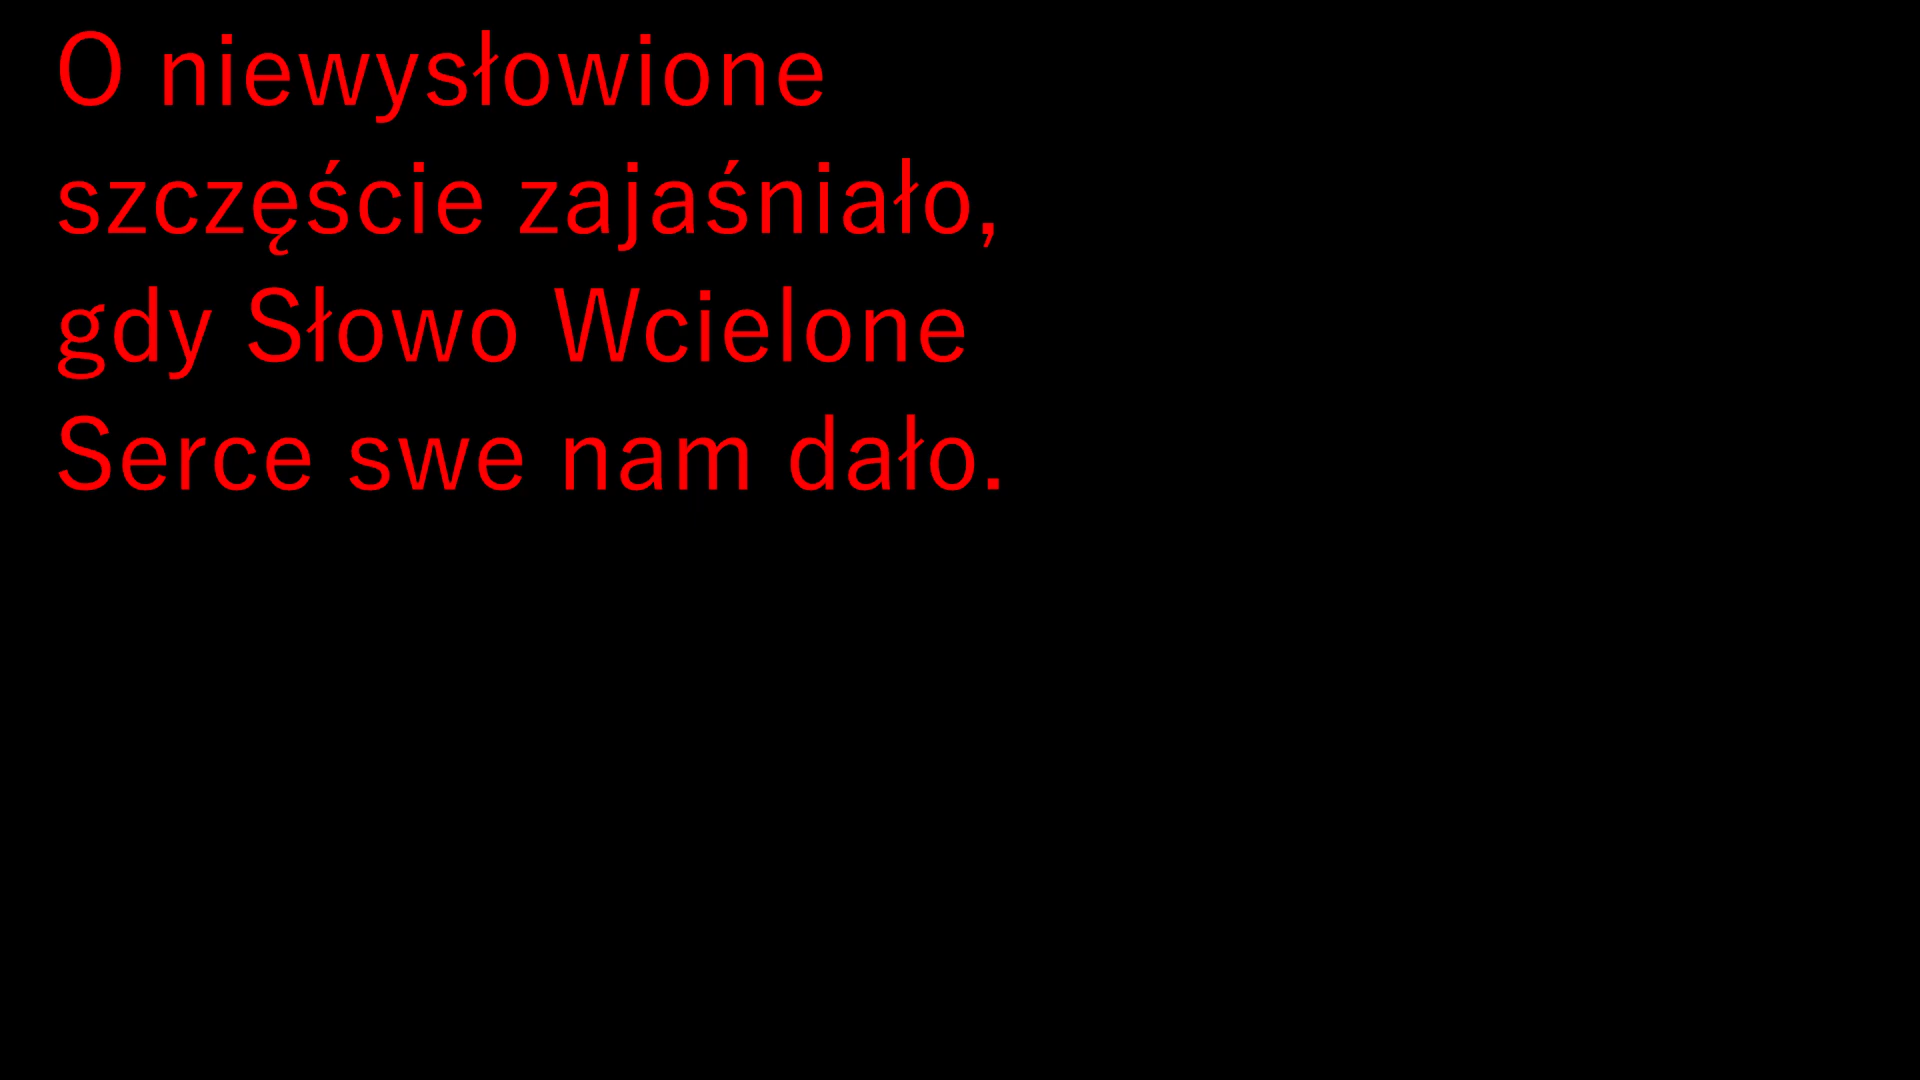 O niewysłowione
szczęście zajaśniało,
gdy Słowo Wcielone
Serce swe nam dało.